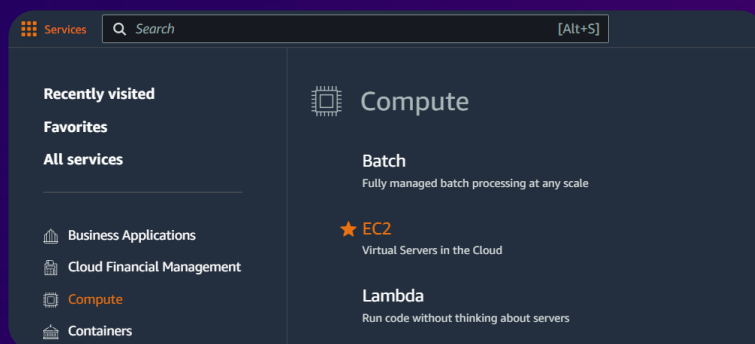 Services
Search [Alt+S]
Recently visited
Favorites
All services
Business Applications
Cloud Financial Management
Compute
Containers
Compute
Batch
Fully managed batch processing at any scale
EC2
Virtual Servers in the Cloud
Lambda
Run code without thinking about servers